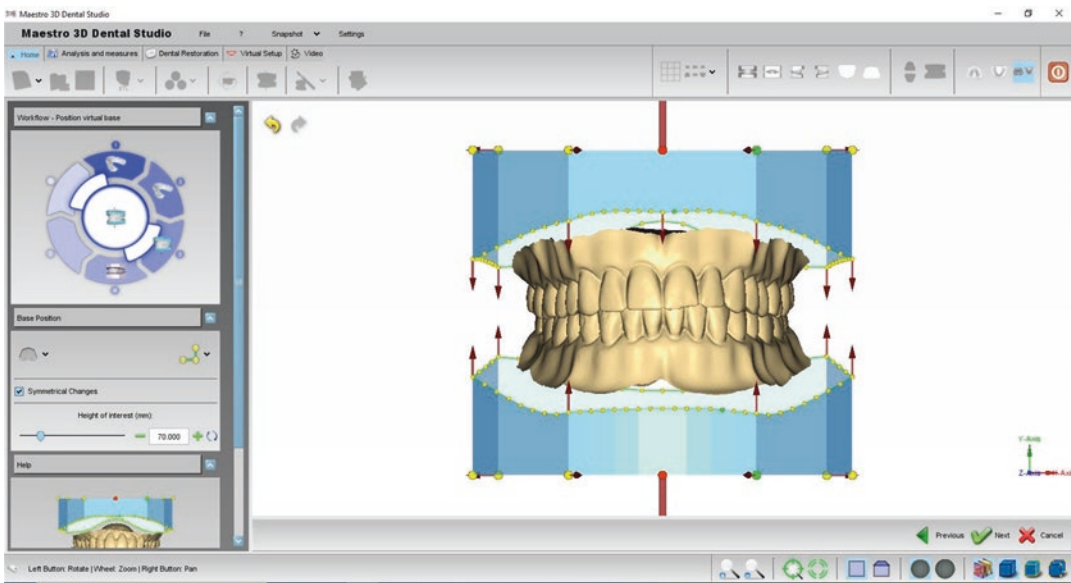 Maestro 3D Dental Studio
Maestro 3D Dental Studio File ? Snapshot Settings
Home Analysis and measures Dental Restoration Virtual Setup Video
Workflow - Position virtual base
Base Position
Symmetrical Changes
Height of interest (mm)
70.000
Help
Y-Axis
Z-Axis X-Axis
Previous Next Cancel
Left Button: Rotate | Wheel: Zoom | Right Button: Pan